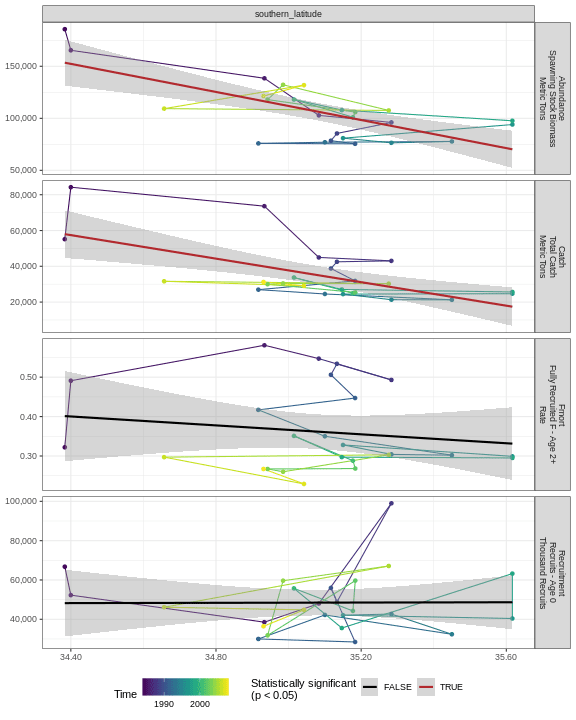 southern_latitude
150,000
100,000
50,000
Abundance
Spawning Stock Biomass
Metric Tons
80,000
60,000
40,000
20,000
Catch
Total Catch
Metric Tons
0.50
0.40
0.30
Fmort
Fully Recruited F - Age 2+
Rate
100,000
80,000
60,000
40,000
Recruitment
Recruits - Age 0
Thousand Recruits
34.40 34.80 35.20 35.60
Time
1990 2000
Statistically significant
(p < 0.05)
FALSE TRUE